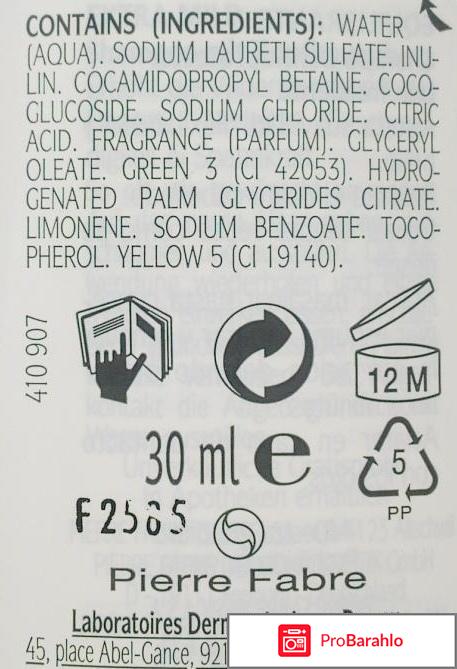 CONTAINS (INGREDIENTS): WATER
(AQUA). SODIUM LAURETH SULFATE. INU-
LIN. COCAMIDOPROPYL BETAINE. COCO-
GLUCOSIDE. SODIUM CHLORIDE. CITRIC
ACID. FRAGRANCE (PARFUM). GLYCERYL
OLEATE. GREEN 3 (CI 42053). HYDRO-
GENATED PALM GLYCERIDES CITRATE.
LIMONENE. SODIUM BENZOATE. TOCO-
PHEROL. YELLOW 5 (CI 19140).
410 907
12 M
30 ml e
5
PP
F2585
Pierre Fabre
Laboratoires
45, place Abel-Gance,
ProBarahlo